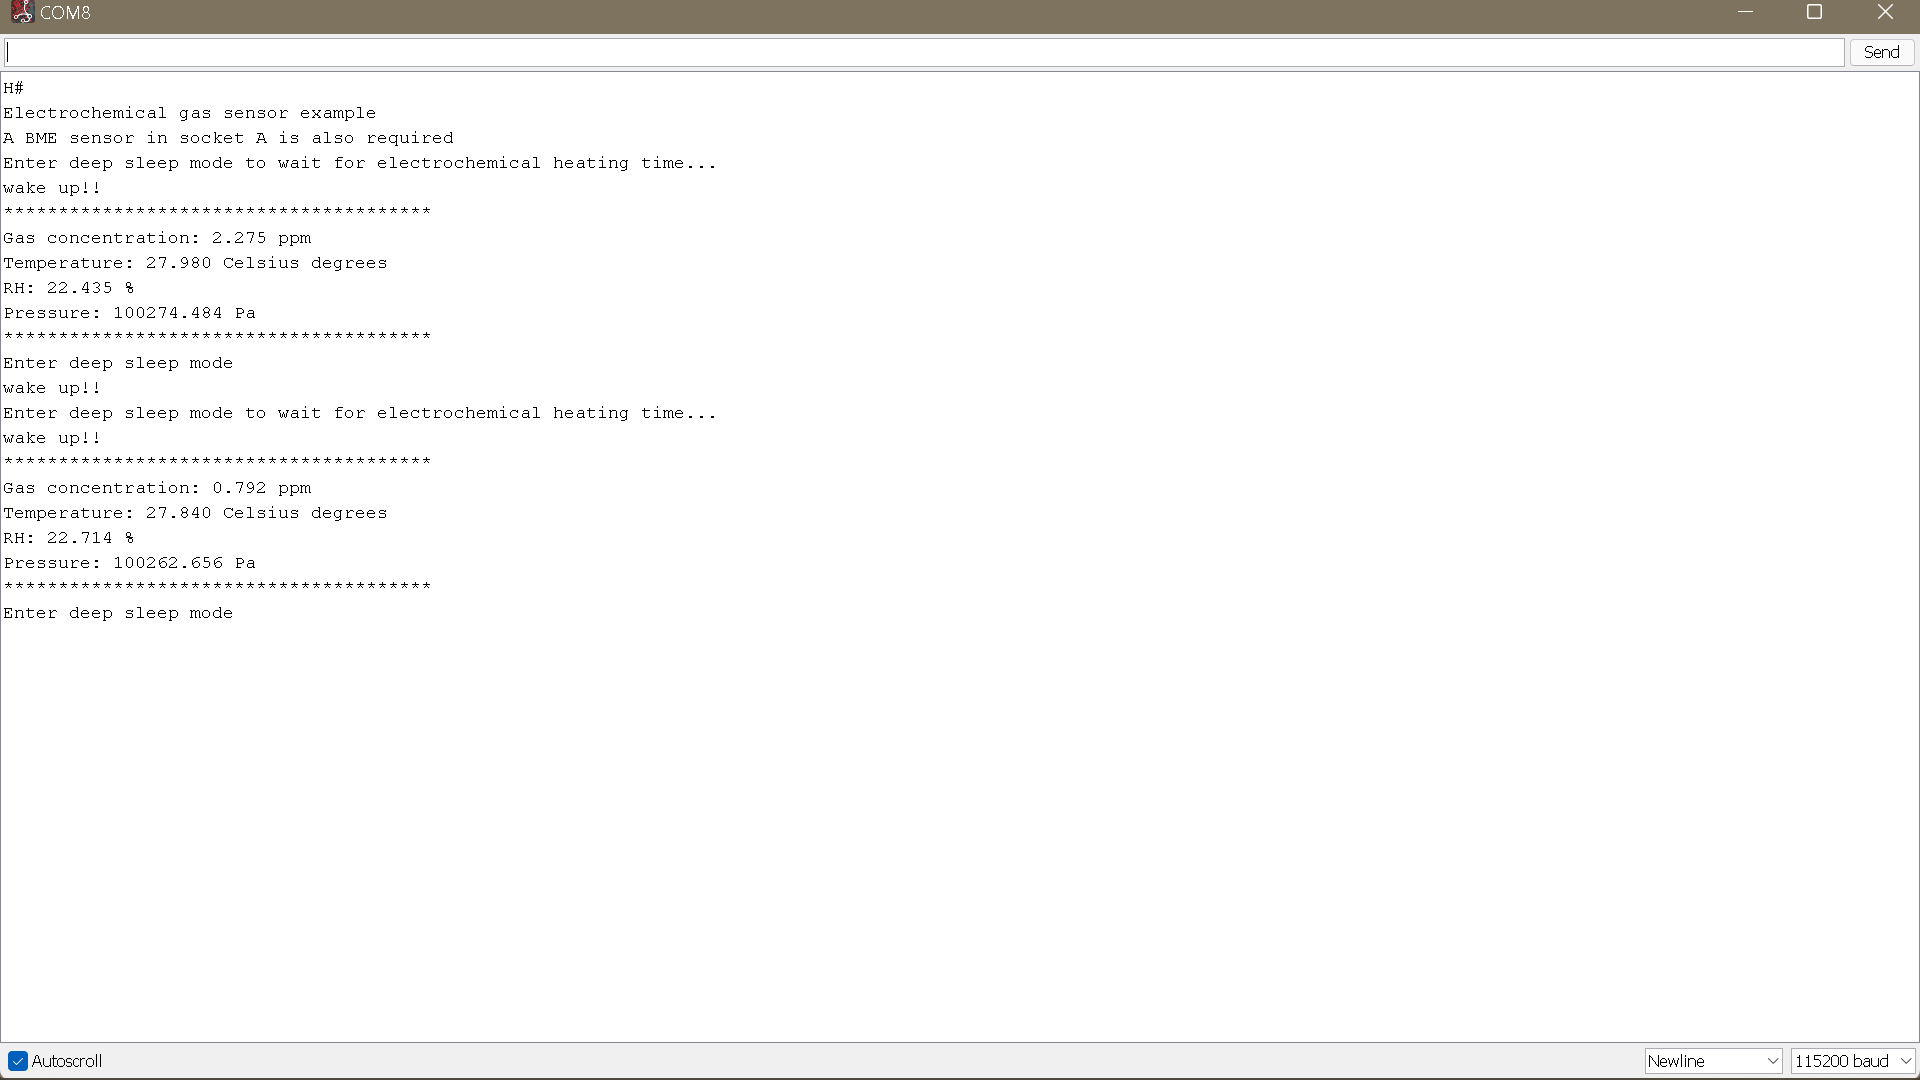 COM8
Send
H#
Electrochemical gas sensor example
A BME sensor in socket A is also required
Enter deep sleep mode to wait for electrochemical heating time...
wake up!!
***************************************
Gas concentration: 2.275 ppm
Temperature: 27.980 Celsius degrees
RH: 22.435 %
Pressure: 100274.484 Pa
***************************************
Enter deep sleep mode
wake up!!
Enter deep sleep mode to wait for electrochemical heating time...
wake up!!
***************************************
Gas concentration: 0.792 ppm
Temperature: 27.840 Celsius degrees
RH: 22.714 %
Pressure: 100262.656 Pa
***************************************
Enter deep sleep mode
Autoscroll
Newline
115200 baud